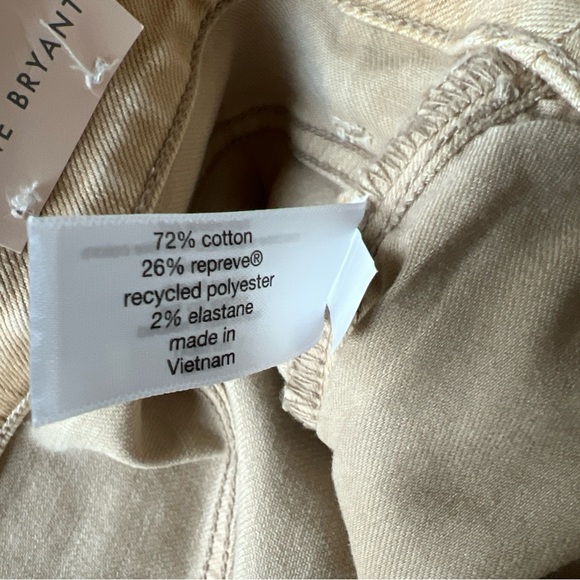 E BRYANT
72% cotton
26% repreve®
recycled polyester
2% elastane
made in
Vietnam